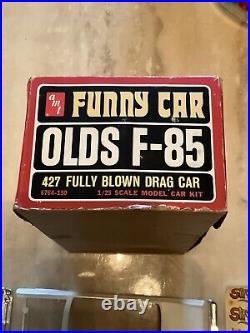 amt
FUNNY CAR
OLDS F-85
427 FULLY BLOWN DRAG CAR
6764-150
1/25 SCALE MODEL CAR KIT